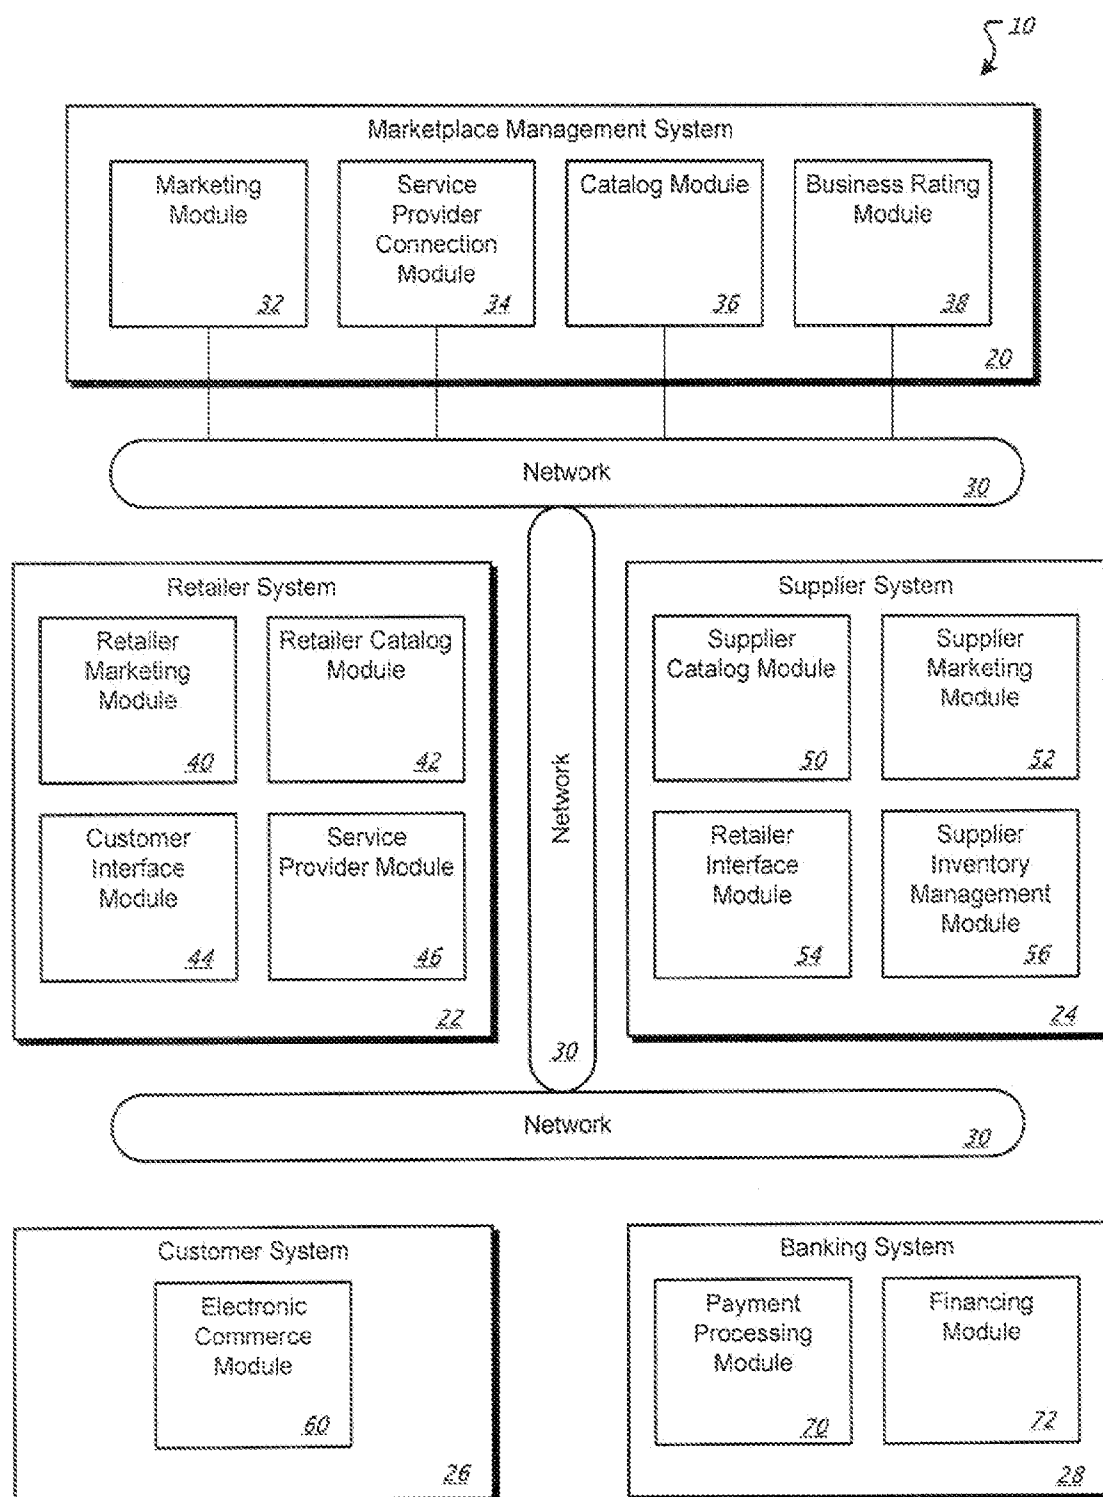 10
Marketplace Management System
Marketing
Module
32
Service
Provider
Connection
Module
34
Catalog Module
36
Business Rating
Module
38
20
Network
30
Retailer System
Retailer
Marketing
Module
40
Retailer Catalog
Module
42
Customer
Interface
Module
44
Service
Provider Module
46
22
Network
30
Supplier System
Supplier
Catalog Module
50
Supplier
Marketing
Module
52
Retailer
Interface
Module
54
Supplier
Inventory
Management
Module
56
24
Network
30
Customer System
Electronic
Commerce
Module
60
26
Banking System
Payment
Processing
Module
70
Financing
Module
72
28